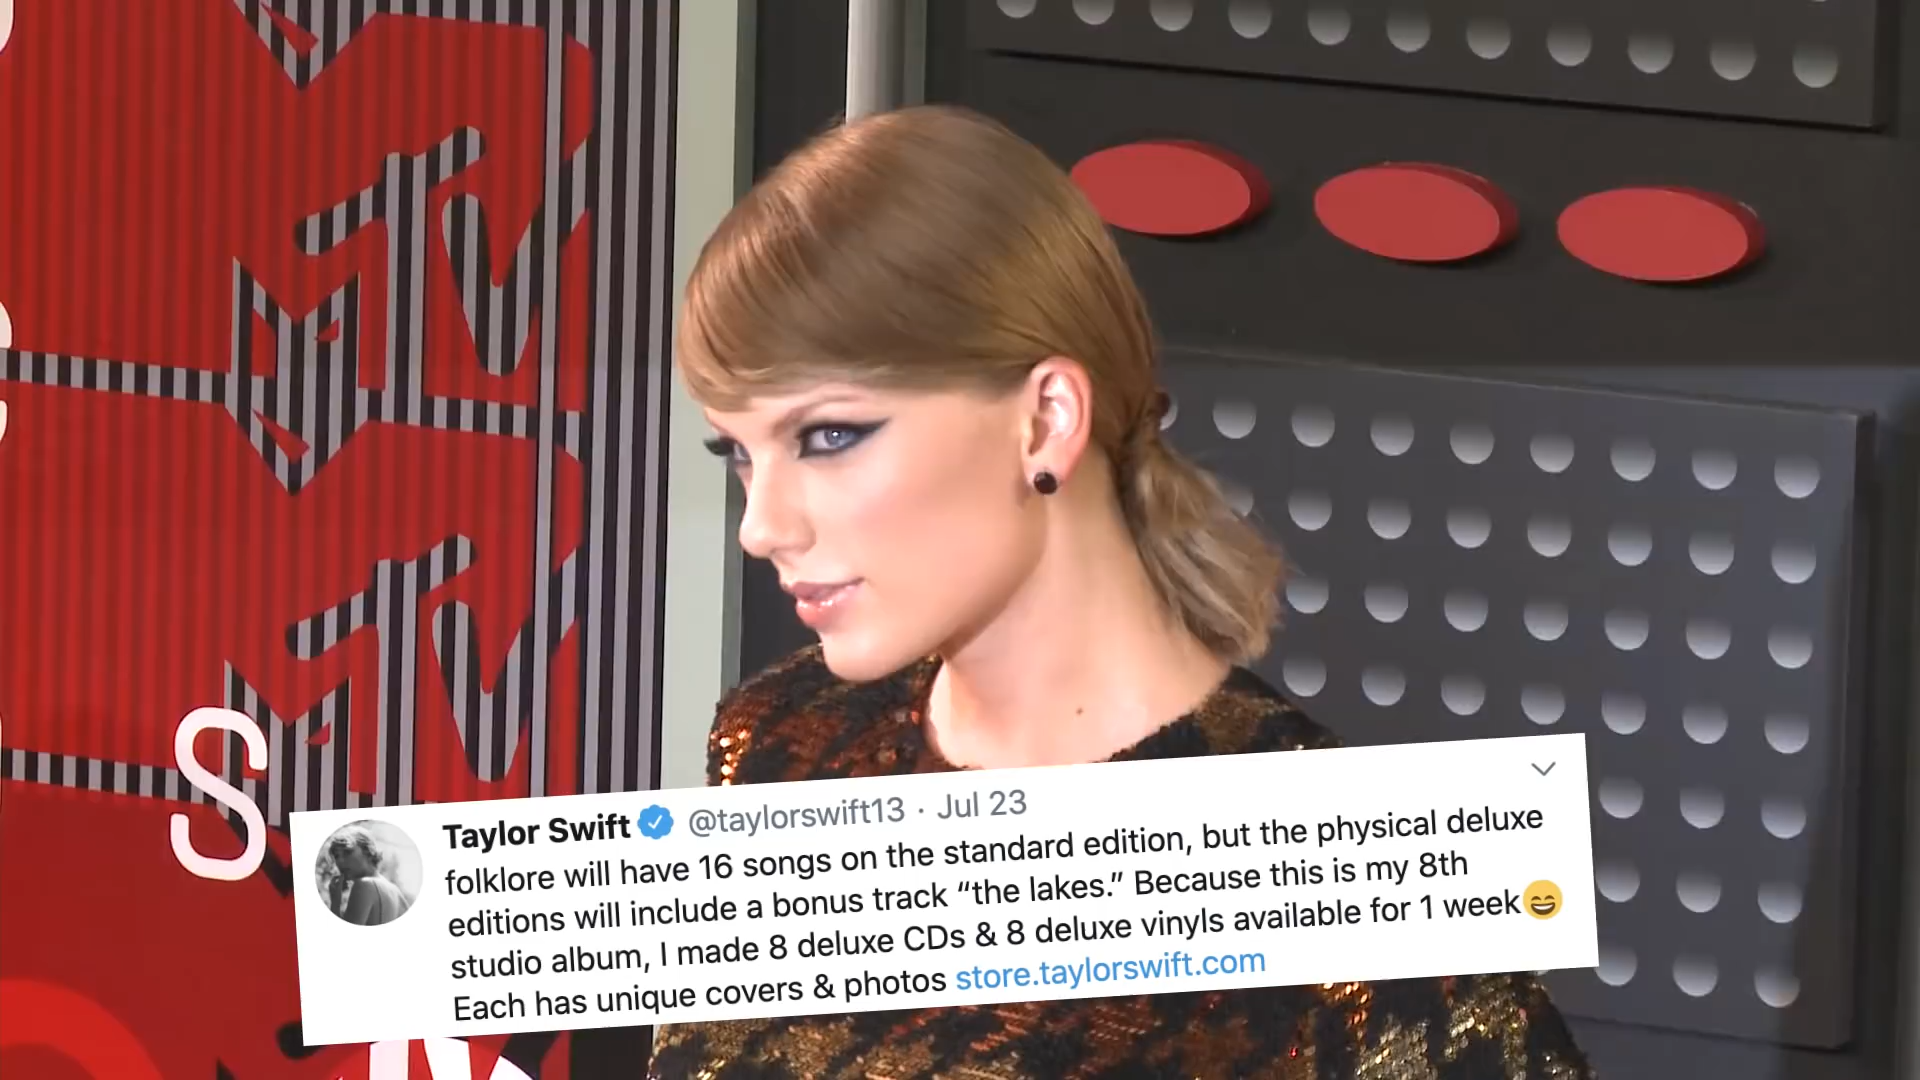 MTV
MTV
S
Taylor Swift @taylorswift13 · Jul 23
folklore will have 16 songs on the standard edition, but the physical deluxe
editions will include a bonus track “the lakes.” Because this is my 8th
studio album, I made 8 deluxe CDs & 8 deluxe vinyls available for 1 week😄
Each has unique covers & photos store.taylorswift.com